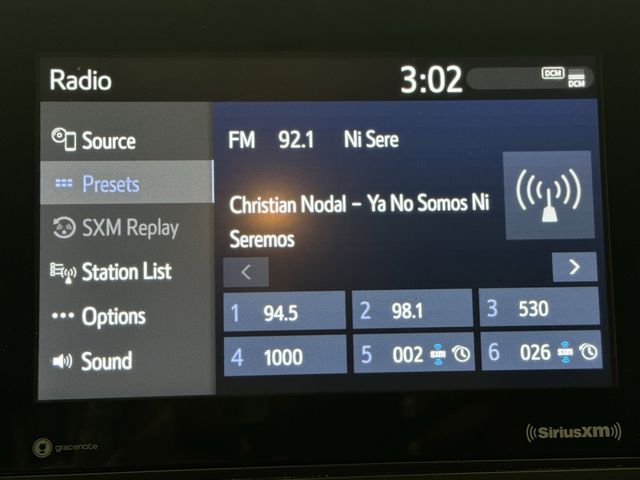 Radio 3:02 DCM DCM
Source
Presets
SXM Replay
Station List
Options
Sound
FM 92.1 Ni Sere
Christian Nodal - Ya No Somos Ni
Seremos
< >
1 94.5 2 98.1 3 530
4 1000 5 002 SXM 6 026 SXM
gracenote
SiriusXM